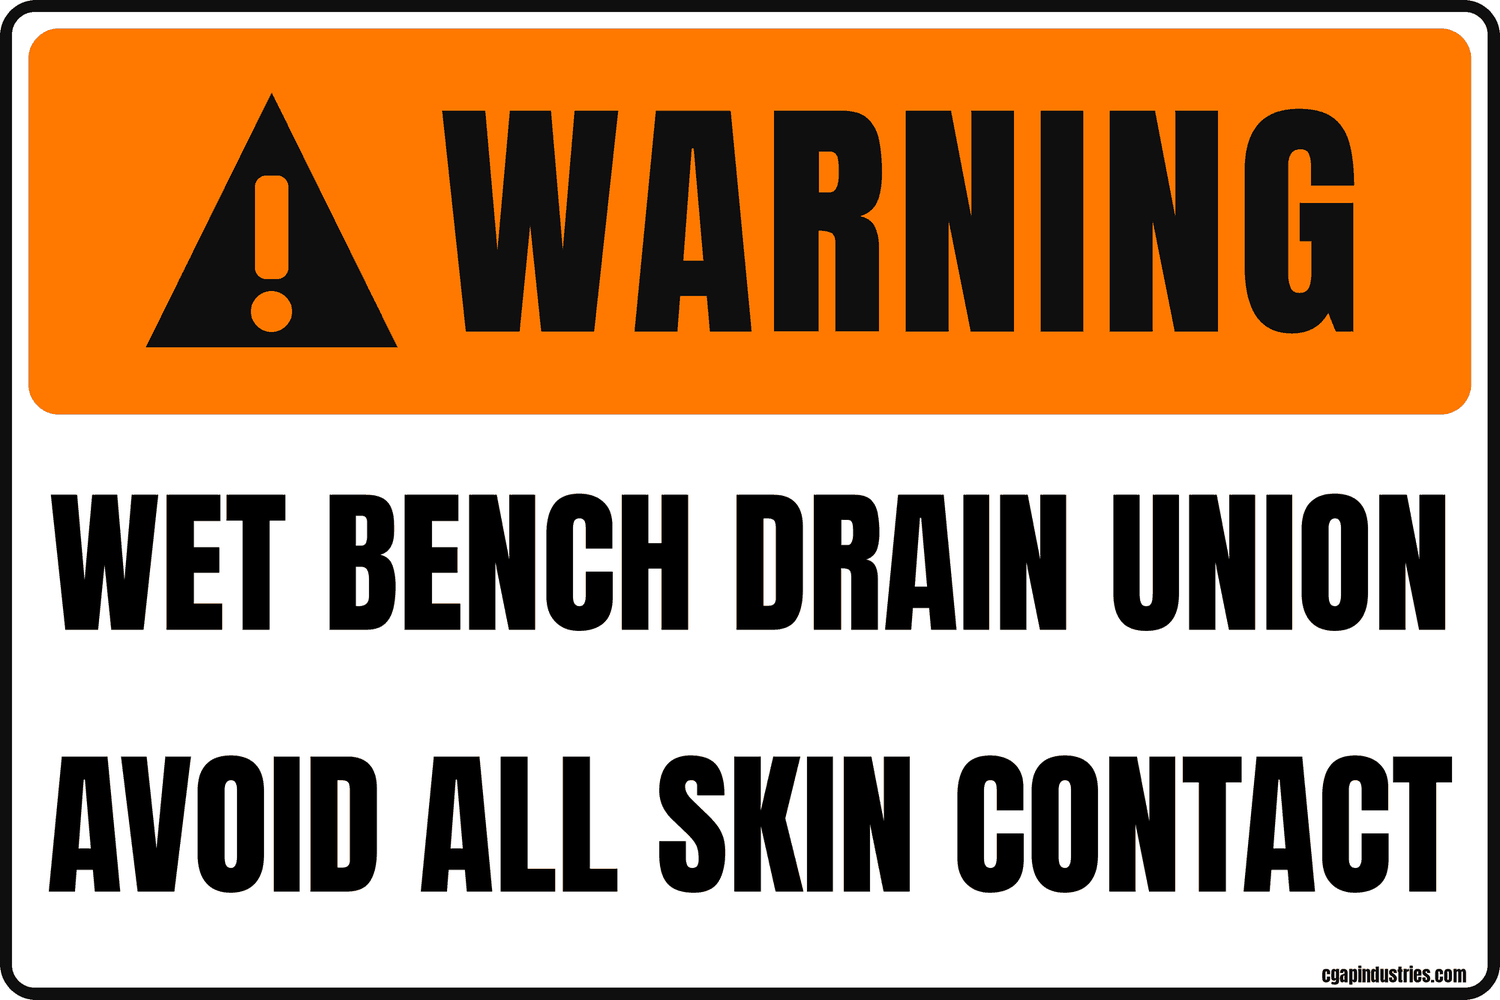 WARNING
WET BENCH DRAIN UNION
AVOID ALL SKIN CONTACT
cgapindustries.com